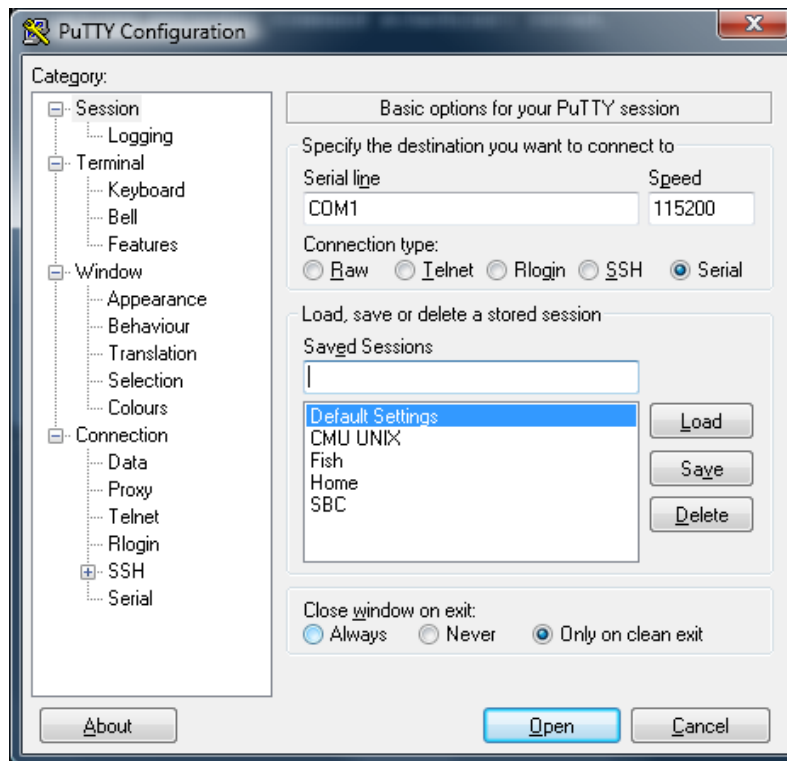 PuTTY Configuration
Category:
Session
Logging
Terminal
Keyboard
Bell
Features
Window
Appearance
Behaviour
Translation
Selection
Colours
Connection
Data
Proxy
Telnet
Rlogin
SSH
Serial
Basic options for your PuTTY session
Specify the destination you want to connect to
Serial line Speed
COM1 115200
Connection type:
Raw Telnet Rlogin SSH Serial
Load, save or delete a stored session
Saved Sessions
Default Settings
CMU UNIX
Fish
Home
SBC
Load
Save
Delete
Close window on exit:
Always Never Only on clean exit
About Open Cancel